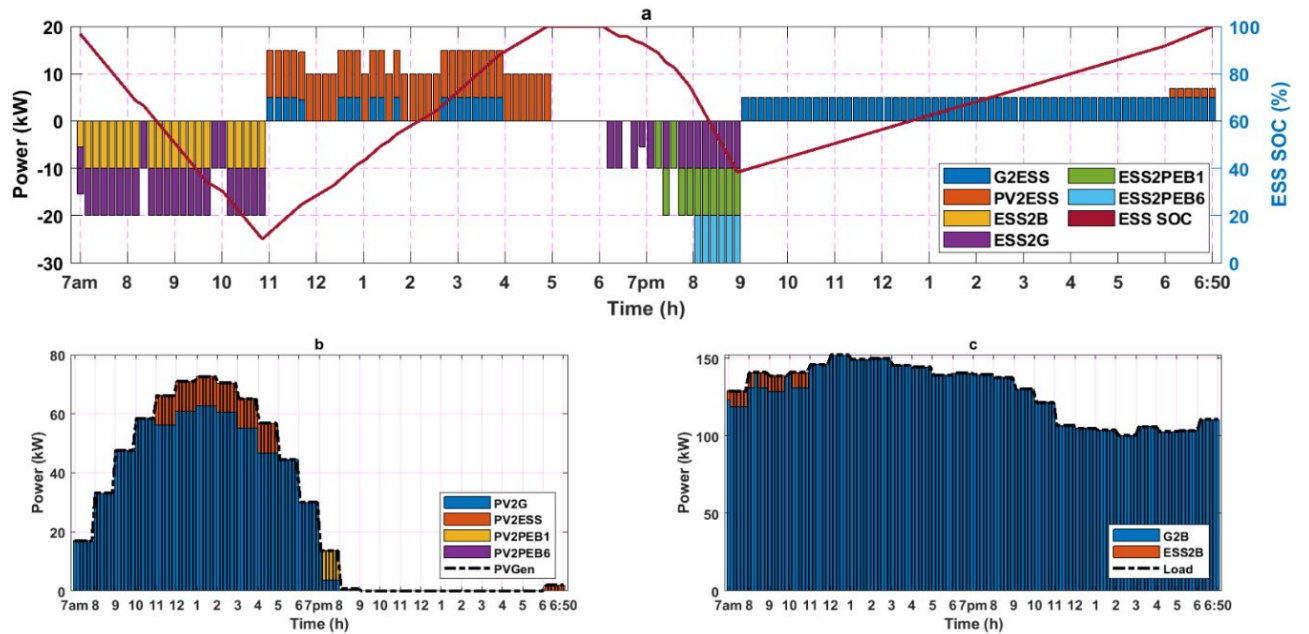 a
20
10
0
-10
-20
-30
Power (kW)
100
80
60
40
20
0
ESS SOC (%)
G2ESS
PV2ESS
ESS2B
ESS2G
ESS2PEB1
ESS2PEB6
ESS SOC
7am 8 9 10 11 12 1 2 3 4 5 6 7pm 8 9 10 11 12 1 2 3 4 5 6 6:50
Time (h)
b
80
60
40
20
0
Power (kW)
PV2G
PV2ESS
PV2PEB1
PV2PEB6
PVGen
7am 8 9 10 11 12 1 2 3 4 5 6 7pm 8 9 10 11 12 1 2 3 4 5 6 6:50
Time (h)
c
150
100
50
0
Power (kW)
G2B
ESS2B
Load
7am 8 9 10 11 12 1 2 3 4 5 6 7pm 8 9 10 11 12 1 2 3 4 5 6 6:50
Time (h)